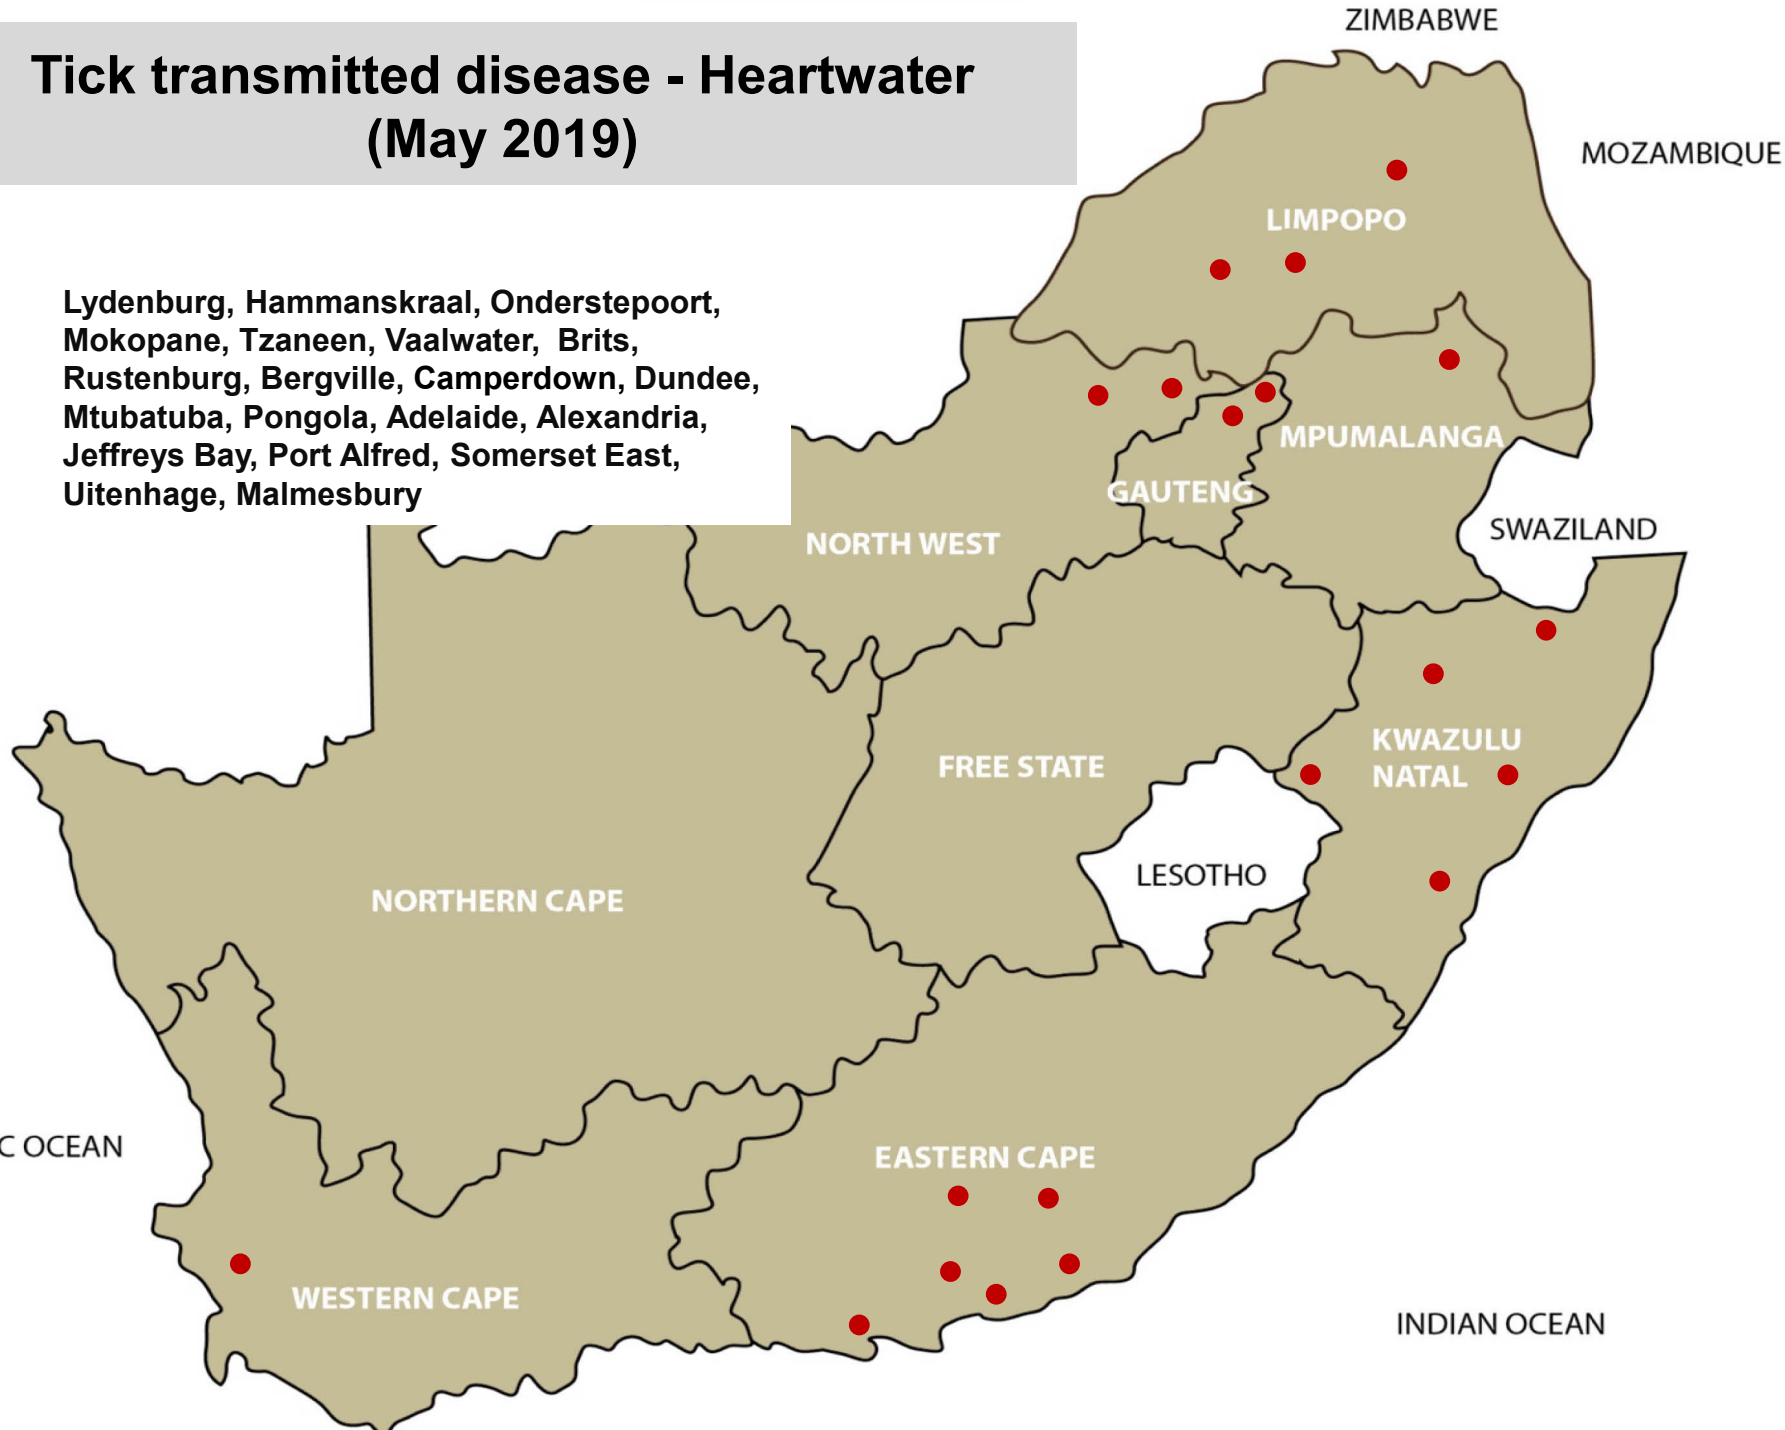 Tick transmitted disease - Heartwater
(May 2019)
Lydenburg, Hammanskraal, Onderstepoort,
Mokopane, Tzaneen, Vaalwater, Brits,
Rustenburg, Bergville, Camperdown, Dundee,
Mtubatuba, Pongola, Adelaide, Alexandria,
Jeffreys Bay, Port Alfred, Somerset East,
Uitenhage, Malmesbury
ZIMBABWE
MOZAMBIQUE
LIMPOPO
MPUMALANGA
GAUTENG
NORTH WEST
SWAZILAND
KWAZULU
NATAL
FREE STATE
LESOTHO
NORTHERN CAPE
C OCEAN
EASTERN CAPE
WESTERN CAPE
INDIAN OCEAN